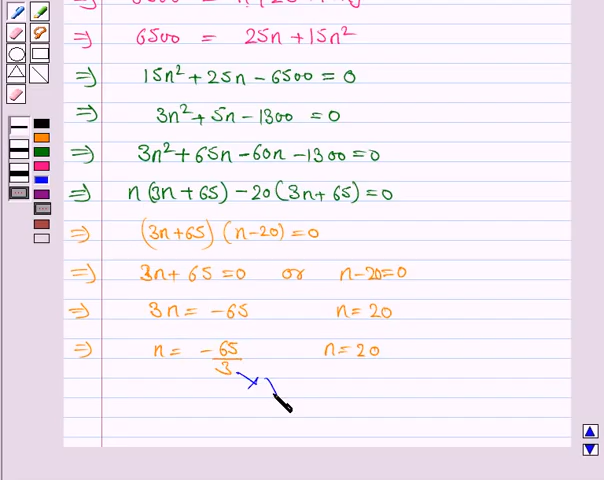 ⇒ 6500 = 25n + 15n²
⇒ 15n² + 25n - 6500 = 0
⇒ 3n² + 5n - 1300 = 0
⇒ 3n² + 65n - 60n - 1300 = 0
⇒ n(3n + 65) - 20(3n + 65) = 0
⇒ (3n + 65) (n - 20) = 0
⇒ 3n + 65 = 0 or n - 20 = 0
⇒ 3n = -65 n = 20
⇒ n = -65/3 n = 20